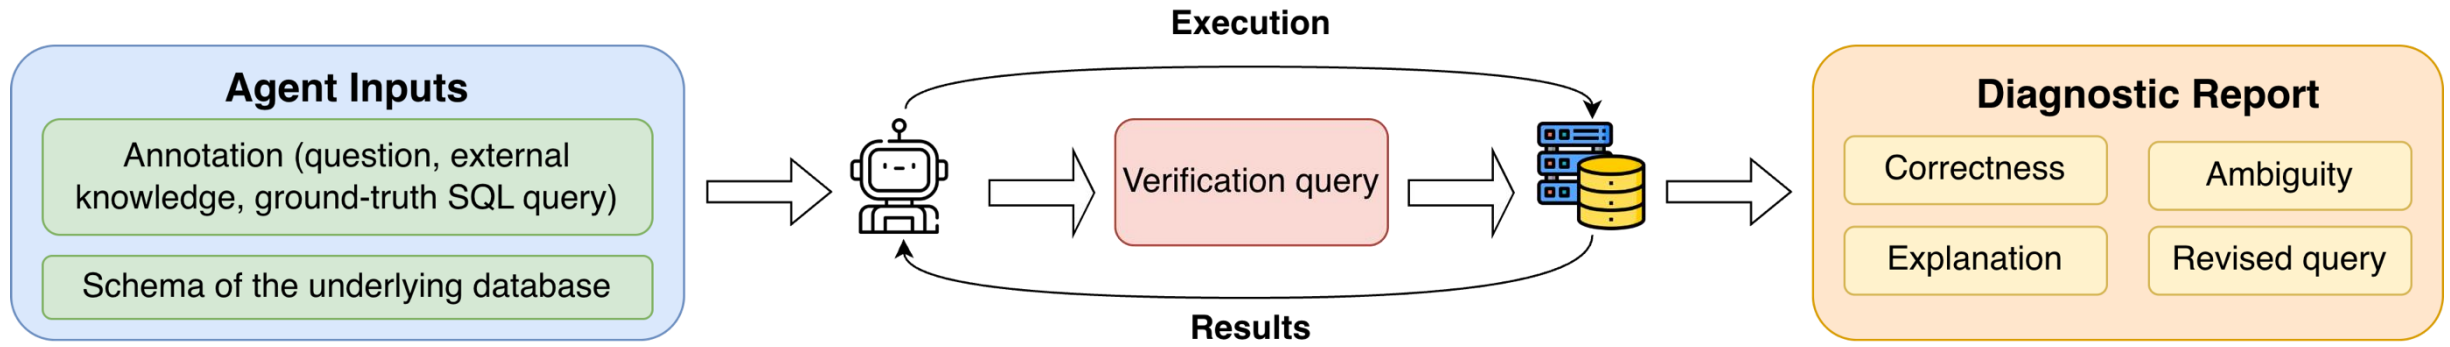 Agent Inputs
Annotation (question, external
knowledge, ground-truth SQL query)
Schema of the underlying database
Execution
Verification query
Results
Diagnostic Report
Correctness
Ambiguity
Explanation
Revised query